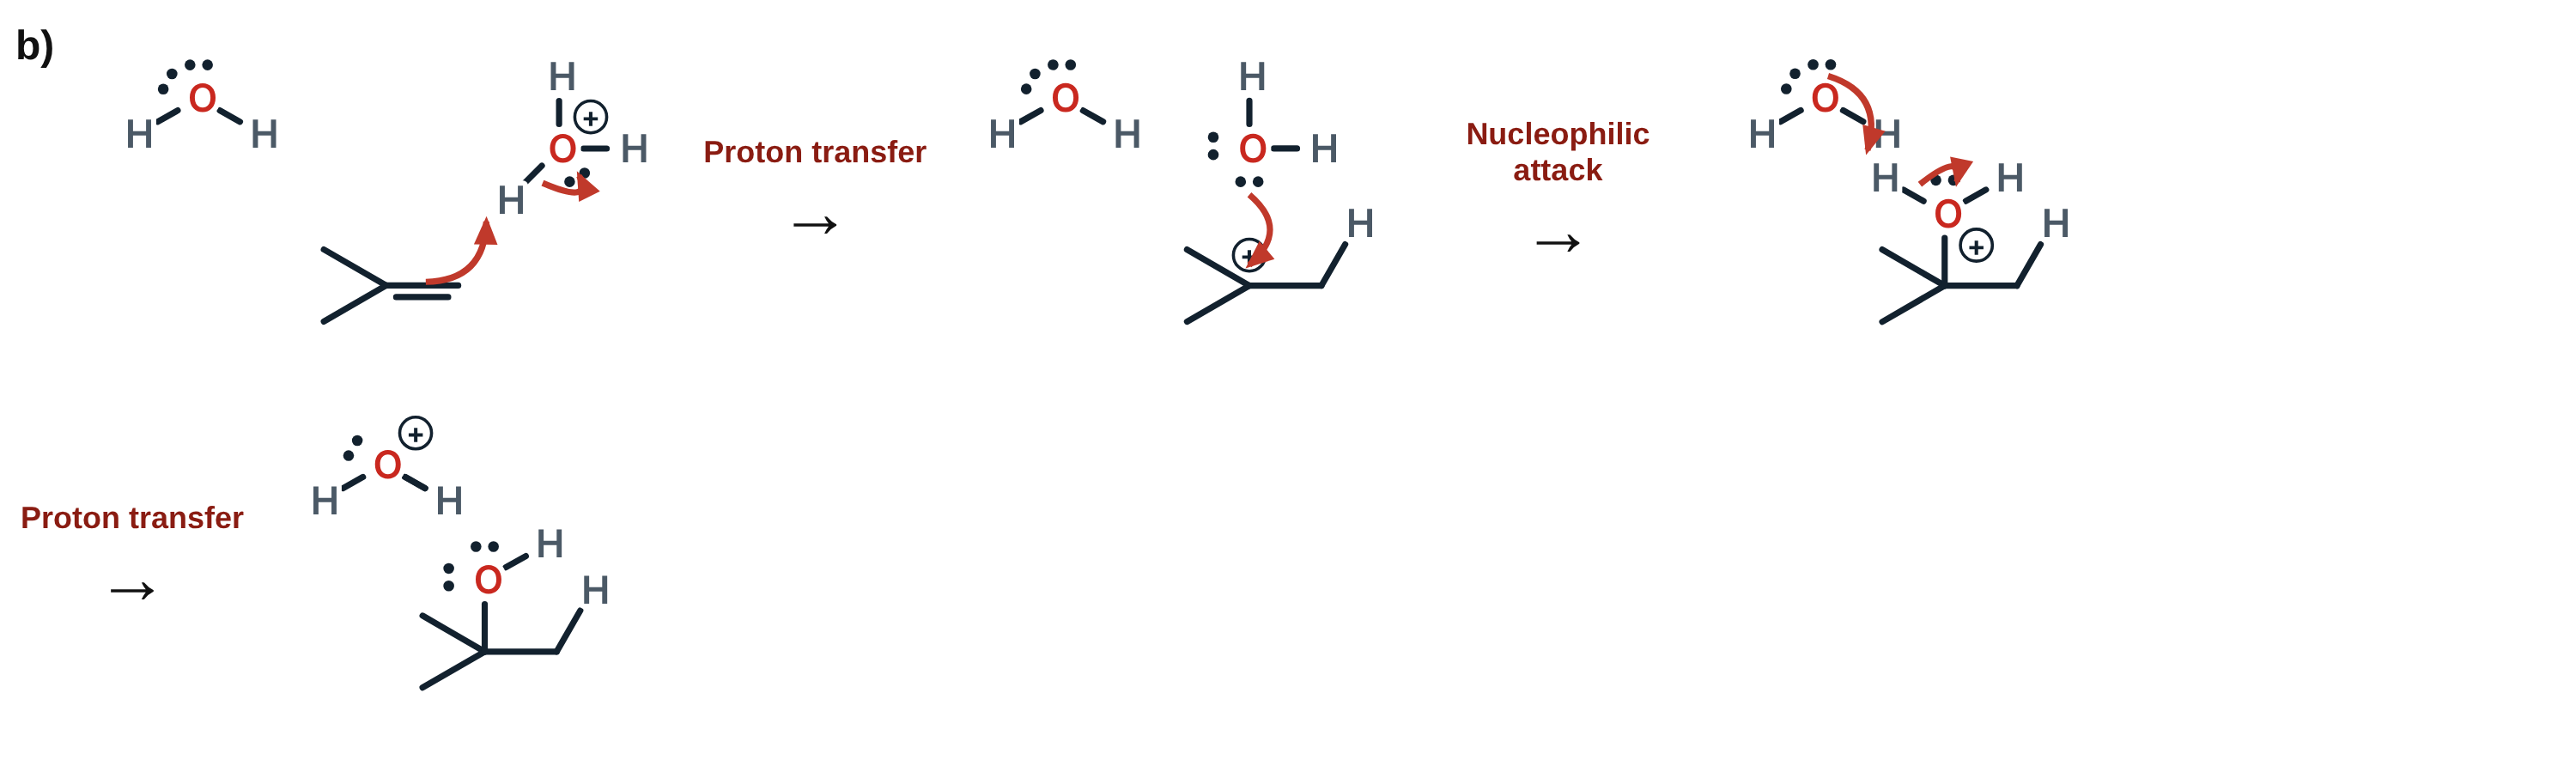 b)
H
O
H
H
O
+
H
H
Proton transfer
→
H
O
H
H
O
H
H
+
Nucleophilic
attack
→
H
O
H
H
H
O
+
H
Proton transfer
→
O
+
H
H
H
O
H